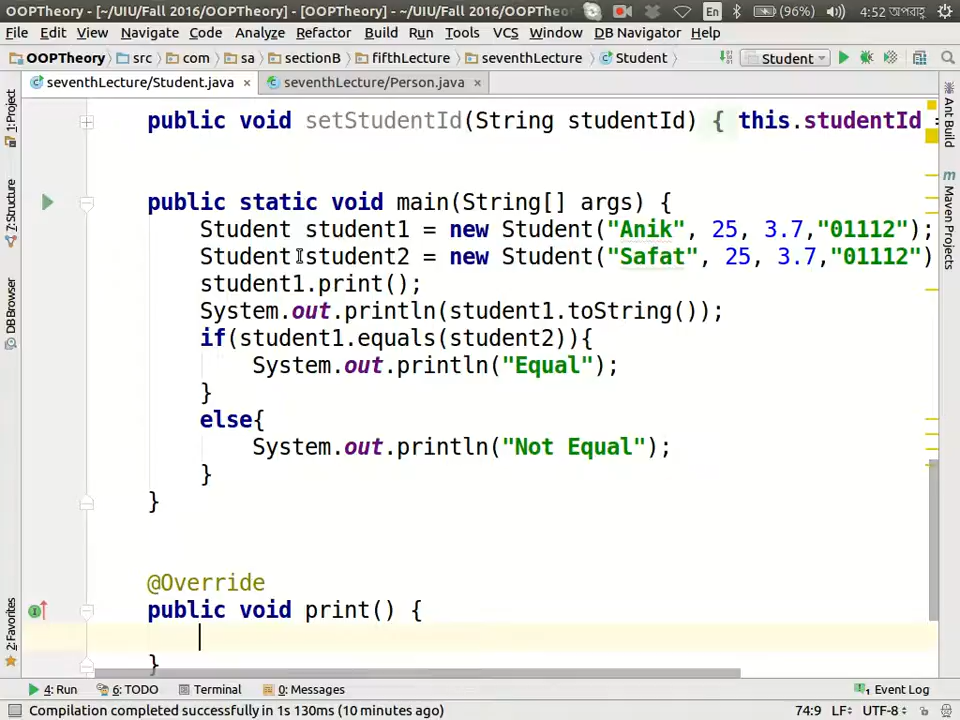 OOPTheory - [~/UIU/Fall 2016/OOPTheory] - [OOPTheory] - [~/UIU/Fall 2016/OOPTheo En (96%) 4:52 অপরাহ্ণ
File Edit View Navigate Code Analyze Refactor Build Run Tools VCS Window DB Navigator Help
OOPTheory src com sa sectionB fifthLecture seventhLecture Student Student
seventhLecture/Student.java × seventhLecture/Person.java ×
1: Project
7: Structure
DB Browser
2: Favorites
Ant Build
Maven Projects
public void setStudentId(String studentId) { this.studentId =
public static void main(String[] args) {
Student student1 = new Student("Anik", 25, 3.7,"01112");
Student student2 = new Student("Safat", 25, 3.7,"01112")
student1.print();
System.out.println(student1.toString());
if(student1.equals(student2)){
System.out.println("Equal");
}
else{
System.out.println("Not Equal");
}
}
@Override
public void print() {
}
4: Run 6: TODO Terminal 0: Messages 1 Event Log
Compilation completed successfully in 1s 130ms (10 minutes ago) 74:9 LF÷ UTF-8÷